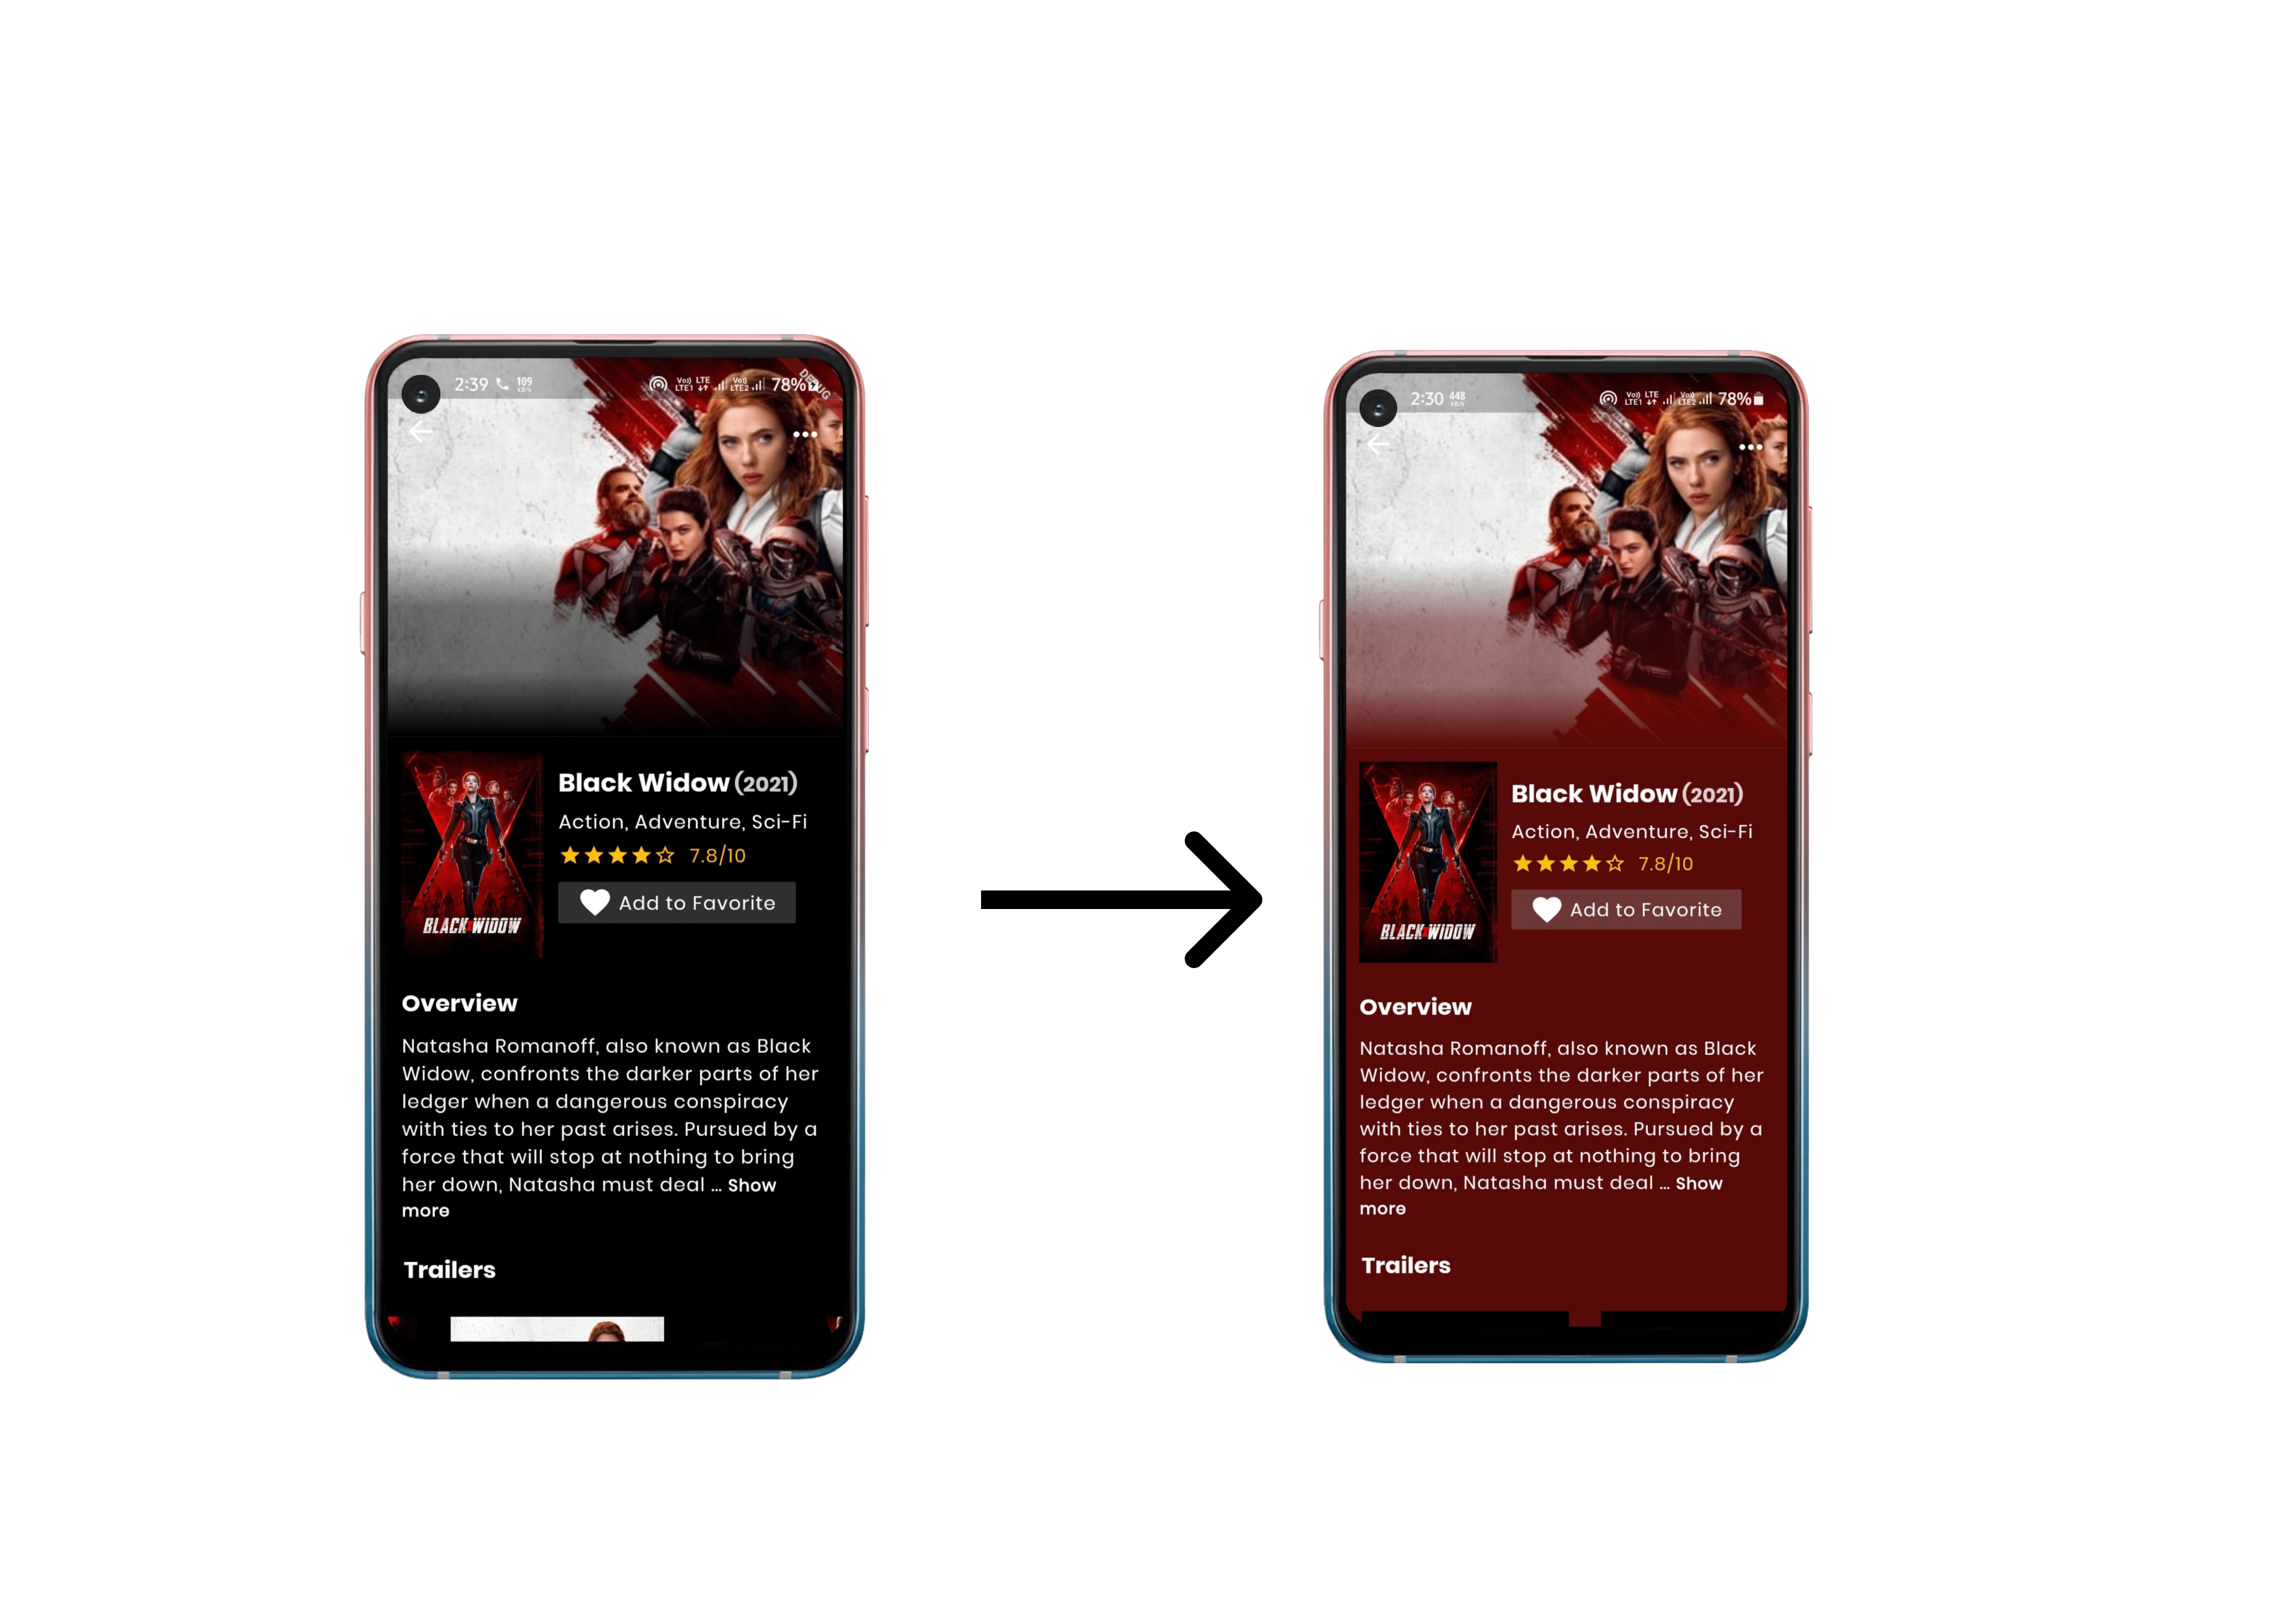 2:39 109 KB/s Vo)) LTE LTE1 Vo)) LTE2 78%
DEBUG
Black Widow (2021)
Action, Adventure, Sci-Fi
7.8/10
Add to Favorite
BLACK WIDOW
Overview
Natasha Romanoff, also known as Black
Widow, confronts the darker parts of her
ledger when a dangerous conspiracy
with ties to her past arises. Pursued by a
force that will stop at nothing to bring
her down, Natasha must deal ... Show
more
Trailers
2:30 448 KB/s Vo)) LTE LTE1 Vo)) LTE2 78%
Black Widow (2021)
Action, Adventure, Sci-Fi
7.8/10
Add to Favorite
BLACK WIDOW
Overview
Natasha Romanoff, also known as Black
Widow, confronts the darker parts of her
ledger when a dangerous conspiracy
with ties to her past arises. Pursued by a
force that will stop at nothing to bring
her down, Natasha must deal ... Show
more
Trailers